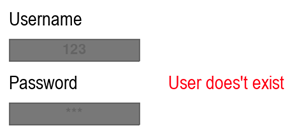 Username
123
Password
User does't exist
***